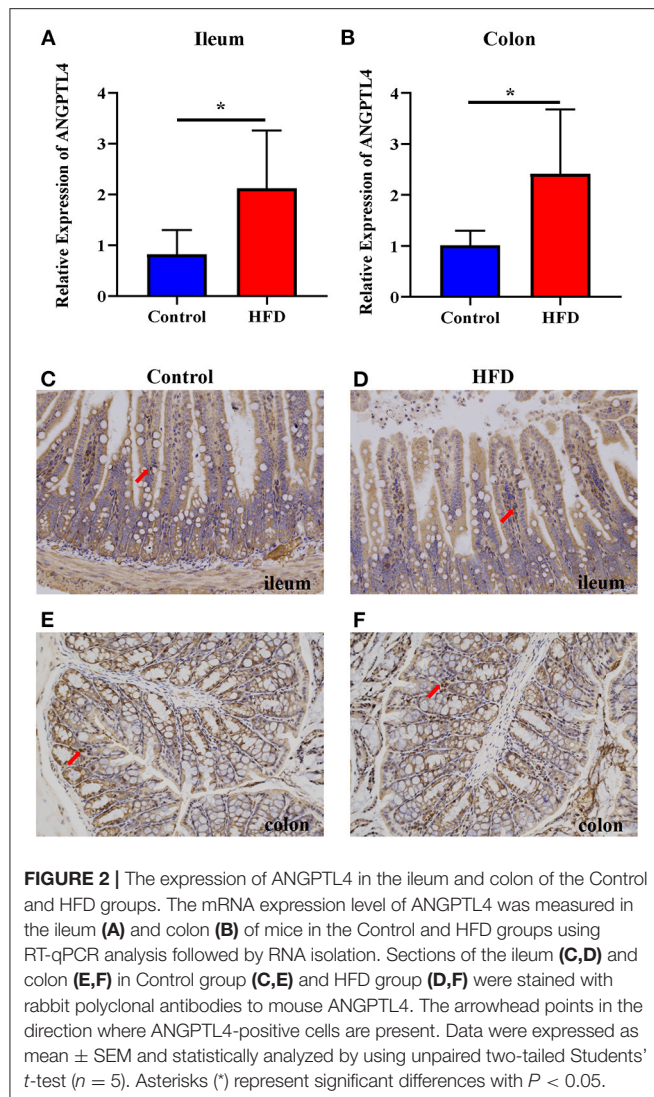 A
Ileum
Relative Expression of ANGPTL4
4
3
2
1
0
*
Control
HFD
B
Colon
Relative Expression of ANGPTL4
4
3
2
1
0
*
Control
HFD
C
Control
ileum
D
HFD
ileum
E
colon
F
colon
FIGURE 2 | The expression of ANGPTL4 in the ileum and colon of the Control
and HFD groups. The mRNA expression level of ANGPTL4 was measured in
the ileum (A) and colon (B) of mice in the Control and HFD groups using
RT-qPCR analysis followed by RNA isolation. Sections of the ileum (C,D) and
colon (E,F) in Control group (C,E) and HFD group (D,F) were stained with
rabbit polyclonal antibodies to mouse ANGPTL4. The arrowhead points in the
direction where ANGPTL4-positive cells are present. Data were expressed as
mean ± SEM and statistically analyzed by using unpaired two-tailed Students'
t-test (n = 5). Asterisks (*) represent significant differences with P < 0.05.